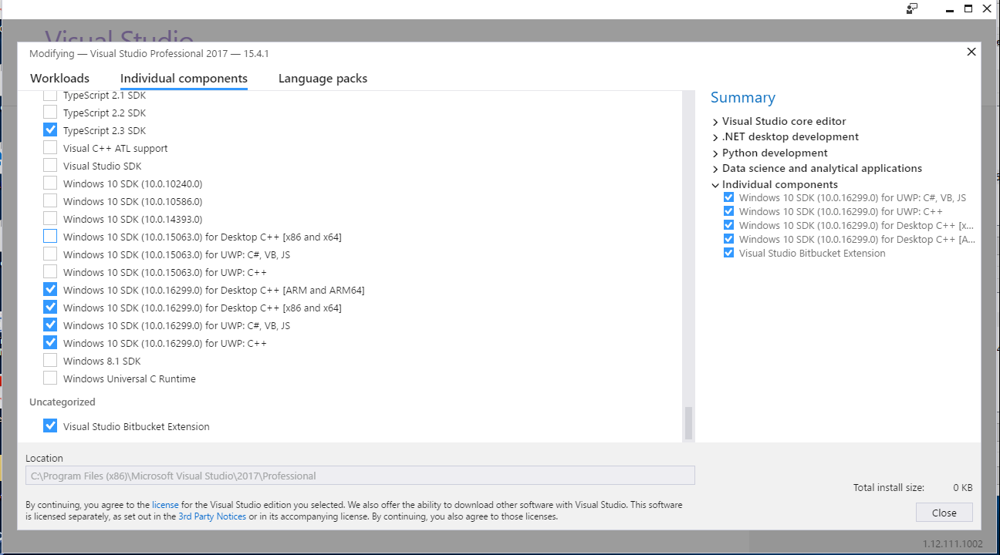 Visual Studio
Modifying — Visual Studio Professional 2017 — 15.4.1
Workloads Individual components Language packs
TypeScript 2.1 SDK
TypeScript 2.2 SDK
TypeScript 2.3 SDK
Visual C++ ATL support
Visual Studio SDK
Windows 10 SDK (10.0.10240.0)
Windows 10 SDK (10.0.10586.0)
Windows 10 SDK (10.0.14393.0)
Windows 10 SDK (10.0.15063.0) for Desktop C++ [x86 and x64]
Windows 10 SDK (10.0.15063.0) for UWP: C#, VB, JS
Windows 10 SDK (10.0.15063.0) for UWP: C++
Windows 10 SDK (10.0.16299.0) for Desktop C++ [ARM and ARM64]
Windows 10 SDK (10.0.16299.0) for Desktop C++ [x86 and x64]
Windows 10 SDK (10.0.16299.0) for UWP: C#, VB, JS
Windows 10 SDK (10.0.16299.0) for UWP: C++
Windows 8.1 SDK
Windows Universal C Runtime
Uncategorized
Visual Studio Bitbucket Extension
Summary
Visual Studio core editor
.NET desktop development
Python development
Data science and analytical applications
Individual components
Windows 10 SDK (10.0.16299.0) for UWP: C#, VB, JS
Windows 10 SDK (10.0.16299.0) for UWP: C++
Windows 10 SDK (10.0.16299.0) for Desktop C++ [x...
Windows 10 SDK (10.0.16299.0) for Desktop C++ [A...
Visual Studio Bitbucket Extension
Location
C:\Program Files (x86)\Microsoft Visual Studio\2017\Professional
By continuing, you agree to the license for the Visual Studio edition you selected. We also offer the ability to download other software with Visual Studio. This software
is licensed separately, as set out in the 3rd Party Notices or in its accompanying license. By continuing, you also agree to those licenses.
Total install size: 0 KB
Close
1.12.111.1002